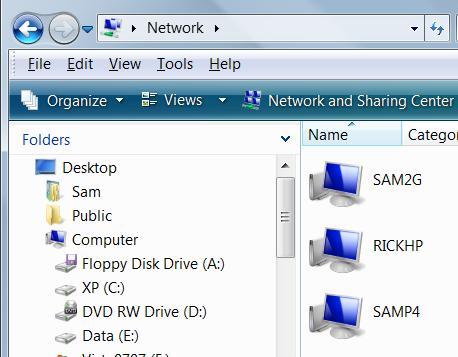 Network
File Edit View Tools Help
Organize Views Network and Sharing Center
Folders
Name Categor
Desktop
Sam
Public
Computer
Floppy Disk Drive (A:)
XP (C:)
DVD RW Drive (D:)
Data (E:)
SAM2G
RICKHP
SAMP4